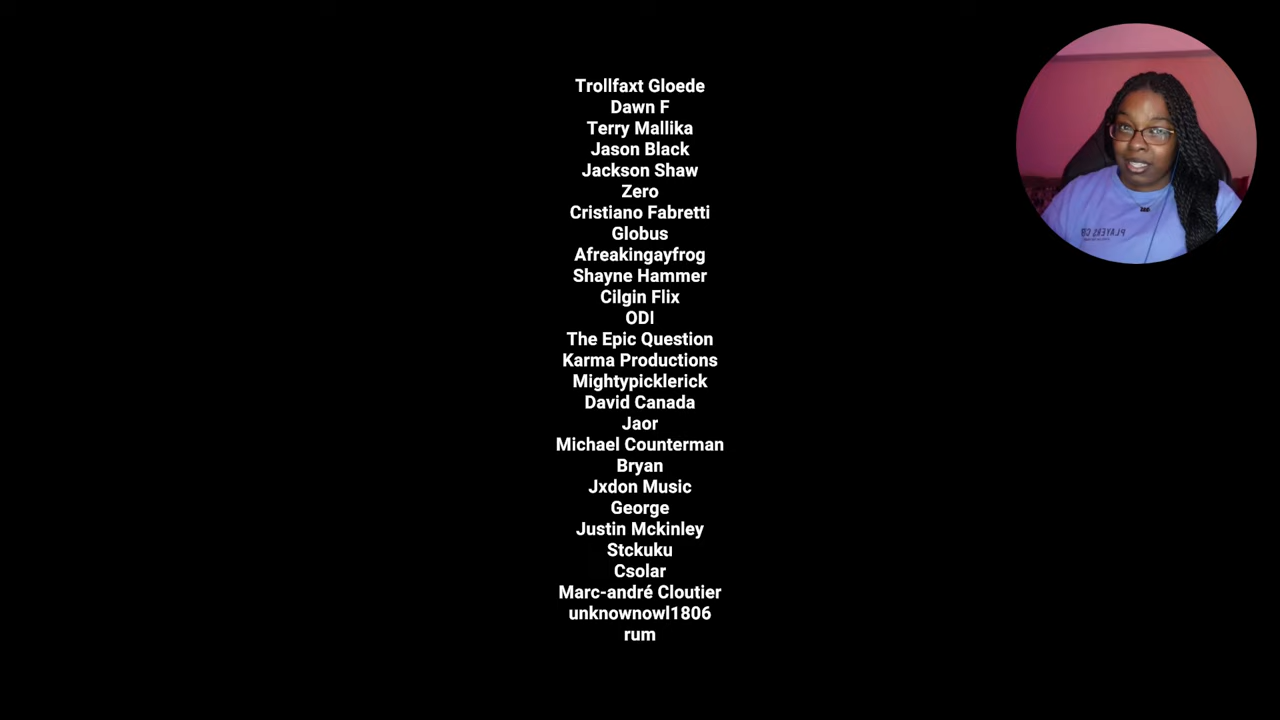 Trollfaxt Gloede
Dawn F
Terry Mallika
Jason Black
Jackson Shaw
Zero
Cristiano Fabretti
Globus
Afreakingayfrog
Shayne Hammer
Cilgin Flix
ODI
The Epic Question
Karma Productions
Mightypicklerick
David Canada
Jaor
Michael Counterman
Bryan
Jxdon Music
George
Justin Mckinley
Stckuku
Csolar
Marc-andré Cloutier
unknownowl1806
rum
PLAYERS